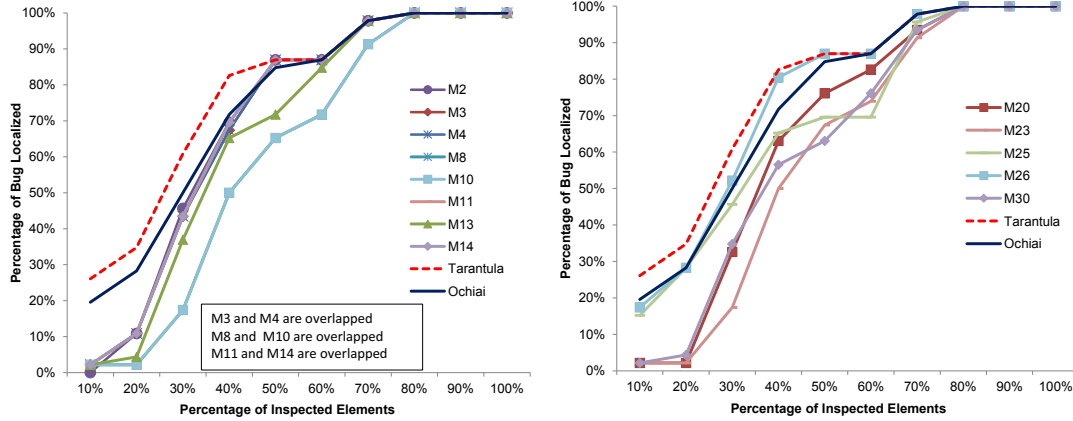 100%
90%
80%
70%
60%
50%
40%
30%
20%
10%
0%
Percentage of Bug Localized
10% 20% 30% 40% 50% 60% 70% 80% 90% 100%
Percentage of Inspected Elements
M2
M3
M4
M8
M10
M11
M13
M14
Tarantula
Ochiai
M3 and M4 are overlapped
M8 and M10 are overlapped
M11 and M14 are overlapped
100%
90%
80%
70%
60%
50%
40%
30%
20%
10%
0%
Percentage of Bug Localized
10% 20% 30% 40% 50% 60% 70% 80% 90% 100%
Percentage of Inspected Elements
M20
M23
M25
M26
M30
Tarantula
Ochiai